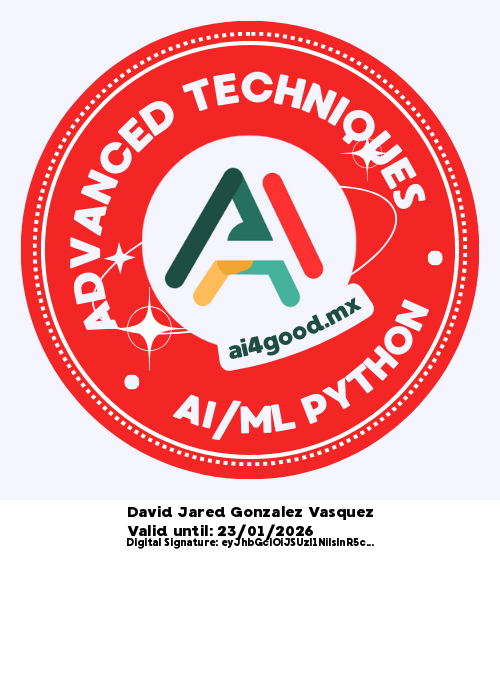 ADVANCED TECHNIQUES
AI
ai4good.mx
AI/ML PYTHON
David Jared Gonzalez Vasquez
Valid until: 23/01/2026
Digital Signature: eyJhbGciOiJSUzI1NiIsInR5c...